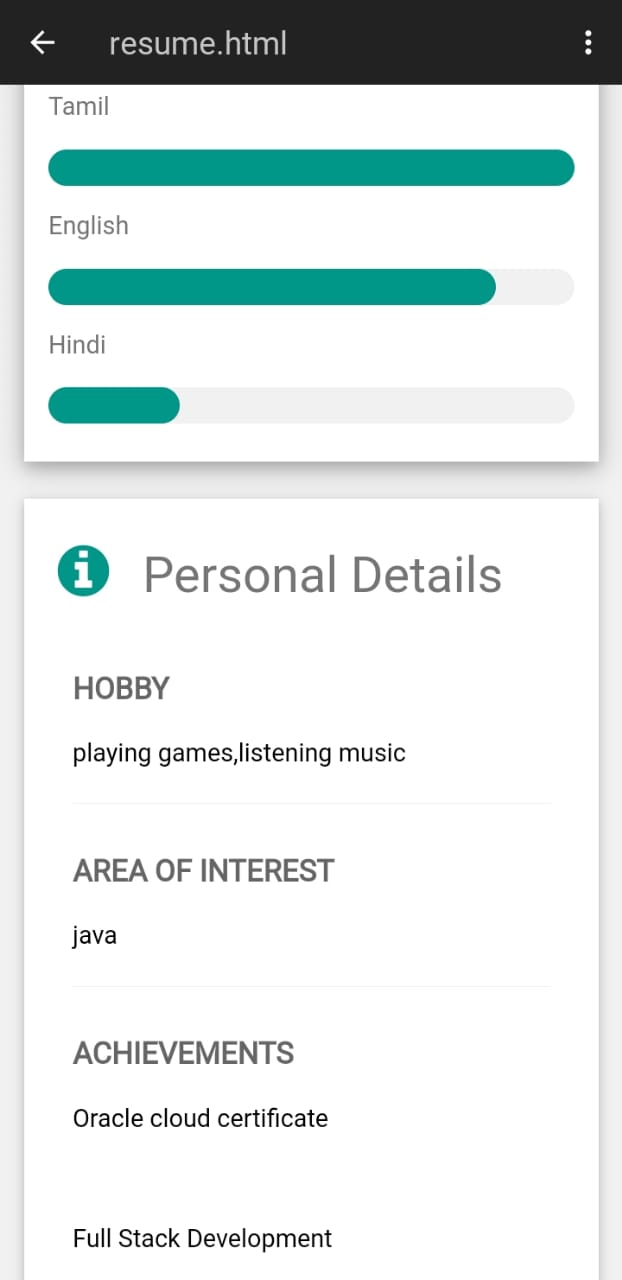 resume.html
Tamil
English
Hindi
Personal Details
HOBBY
playing games,listening music
AREA OF INTEREST
java
ACHIEVEMENTS
Oracle cloud certificate
Full Stack Development